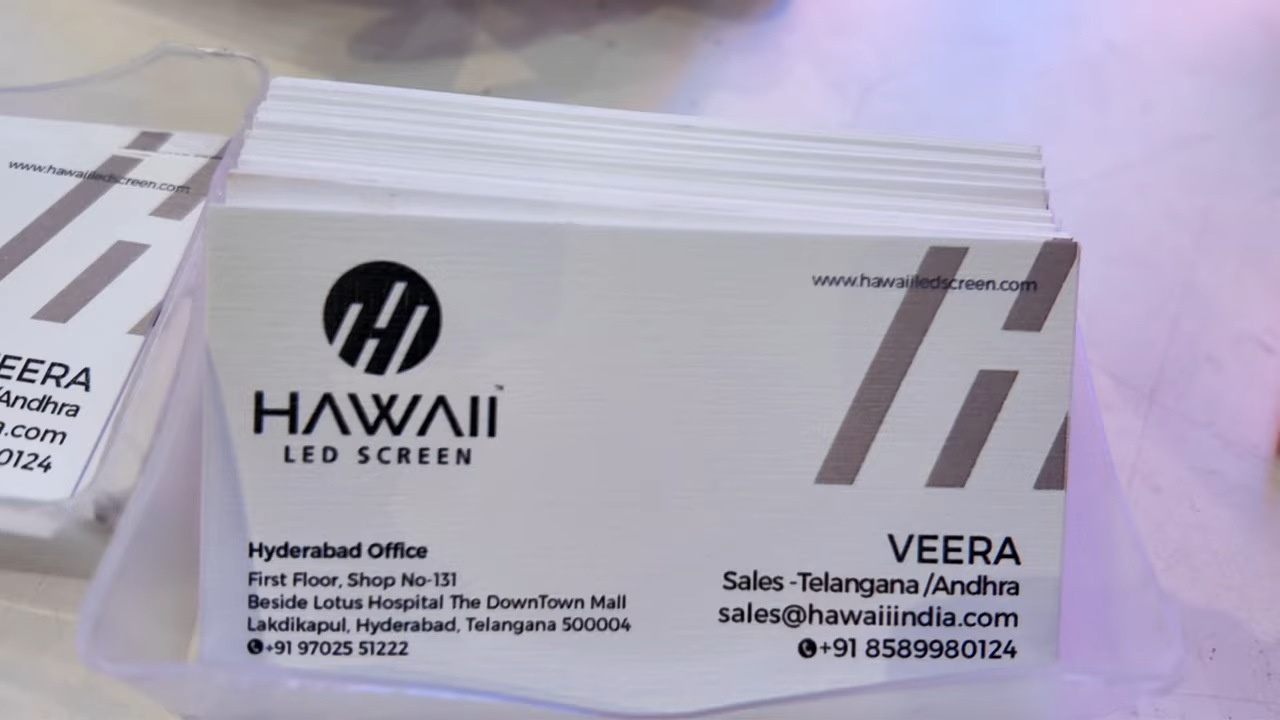 www.hawaiiledscreen.com
EERA
/Andhra
.com
0124
HAWAII™
LED SCREEN
www.hawaiiledscreen.com
Hyderabad Office
First Floor, Shop No-131
Beside Lotus Hospital The DownTown Mall
Lakdikapul, Hyderabad, Telangana 500004
+91 97025 51222
VEERA
Sales -Telangana /Andhra
sales@hawaiiindia.com
+91 8589980124